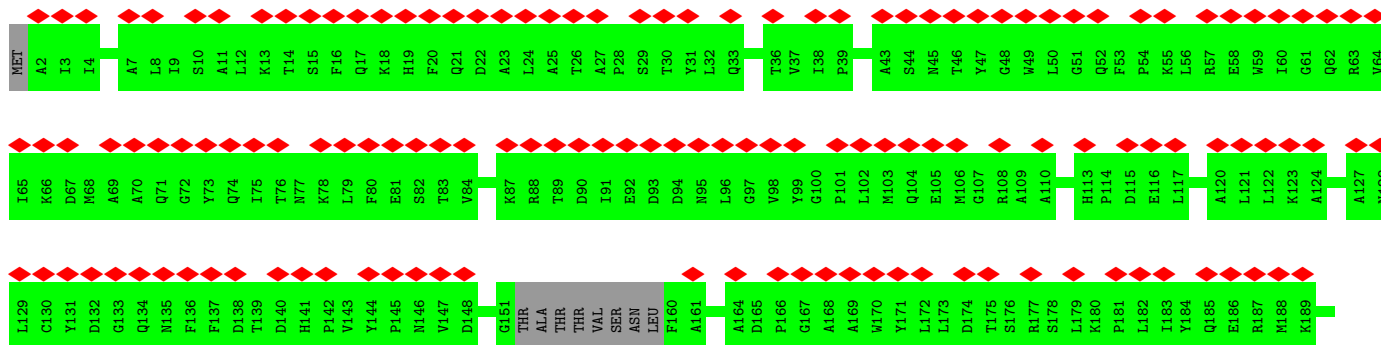 MET A2 I3 I4 A7 L8 I9 S10 A11 L12 K13 T14 S15 F16 Q17 K18 H19 F20 Q21 D22 A23 L24 A25 T26 A27 P28 S29 T30 Y31 L32 Q33 T36 V37 I38 P39 A43 S44 N45 T46 Y47 G48 W49 L50 G51 Q52 F53 P54 K55 L56 R57 E58 W59 I60 G61 Q62 R63 V64
I65 K66 D67 M68 A69 A70 Q71 G72 Y73 Q74 I75 T76 N77 K78 L79 F80 E81 S82 T83 V84 K87 R88 T89 D90 I91 E92 D93 D94 N95 L96 G97 V98 Y99 G100 P101 L102 M103 Q104 E105 M106 G107 R108 A109 A110 H113 P114 D115 E116 L117 A120 L121 L122 K123 A124 A127
L129 C130 Y131 D132 G133 Q134 N135 F136 F137 D138 T139 D140 H141 P142 V143 Y144 P145 N146 V147 D148 G151 THR ALA THR THR VAL SER ASN LEU F160 A161 A164 D165 P166 G167 A168 A169 W170 Y171 L172 L173 D174 T175 S176 R177 S178 L179 K180 P181 L182 I183 Y184 Q185 E186 R187 M188 K189